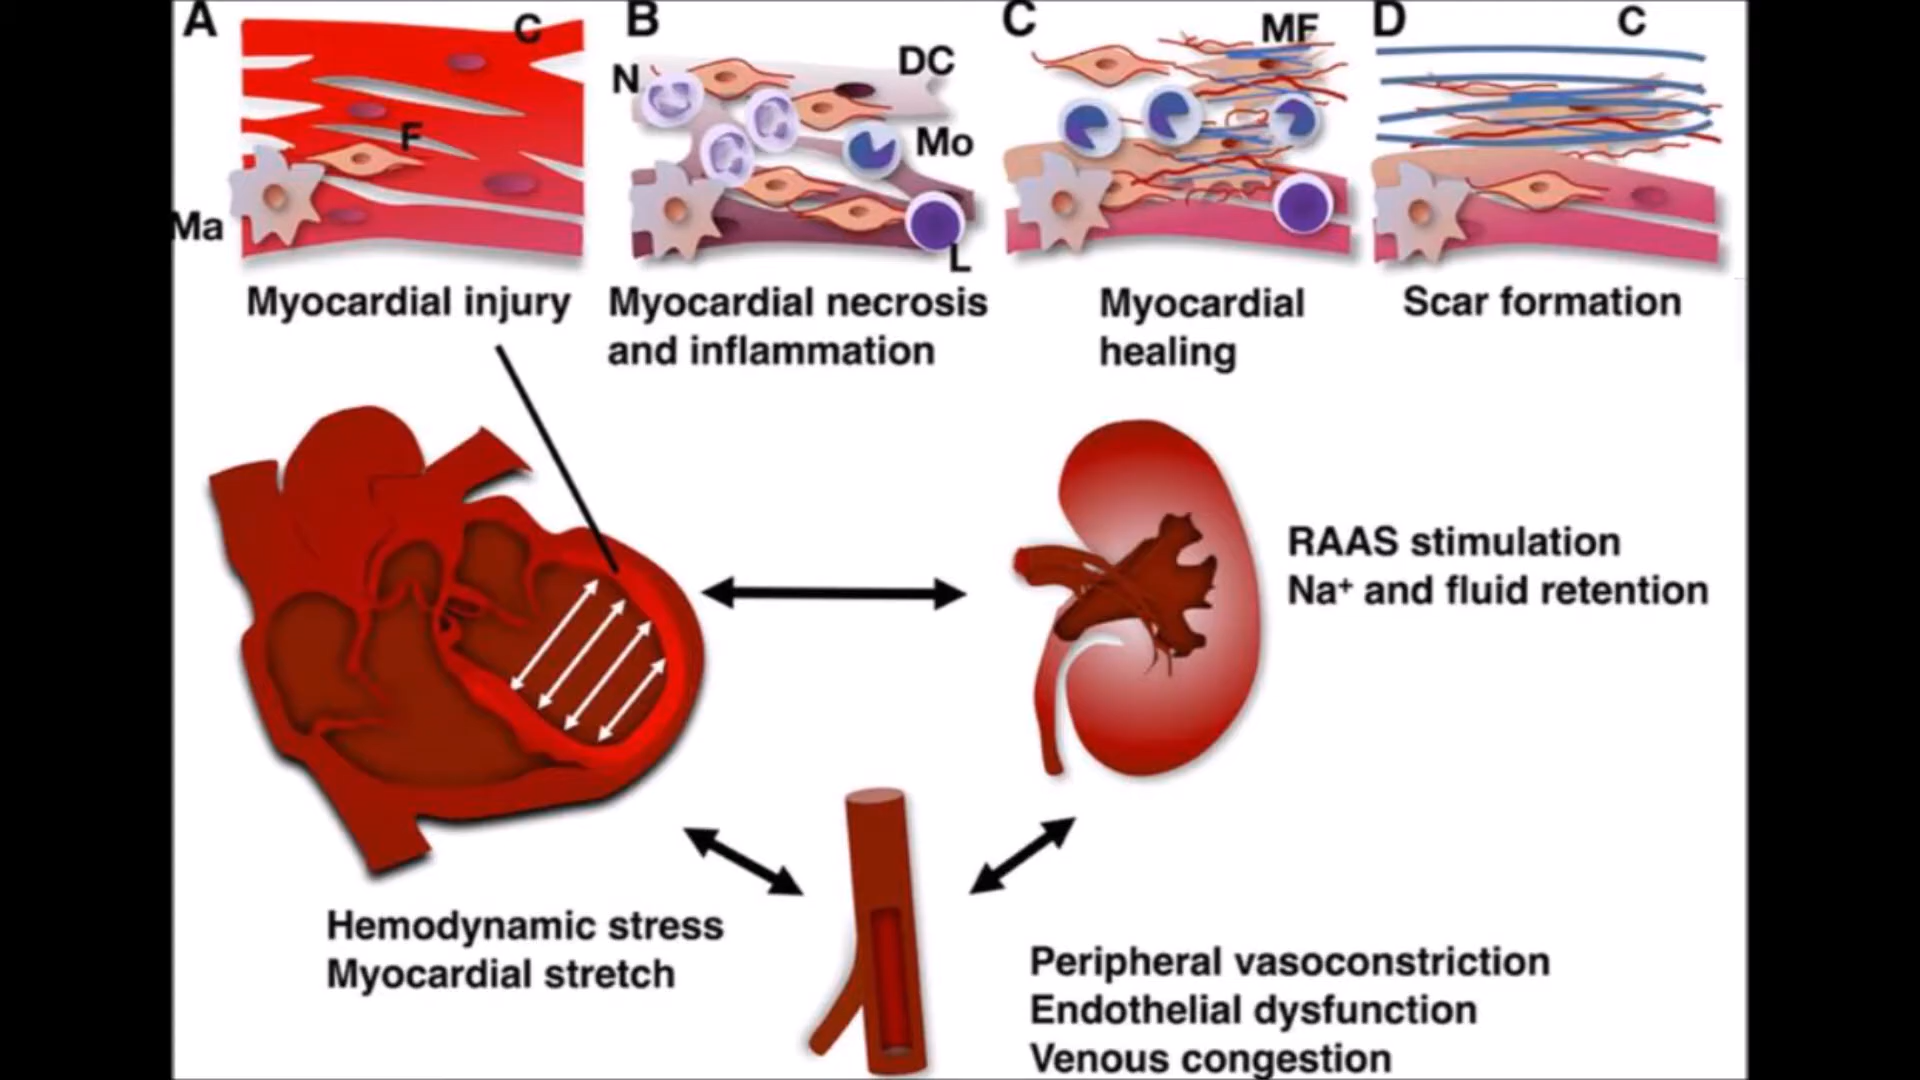 A
C
B
C
MF
D
C
N
DC
F
Mo
Ma
L
Myocardial injury
Myocardial necrosis
and inflammation
Myocardial
healing
Scar formation
RAAS stimulation
Na⁺ and fluid retention
Hemodynamic stress
Myocardial stretch
Peripheral vasoconstriction
Endothelial dysfunction
Venous congestion